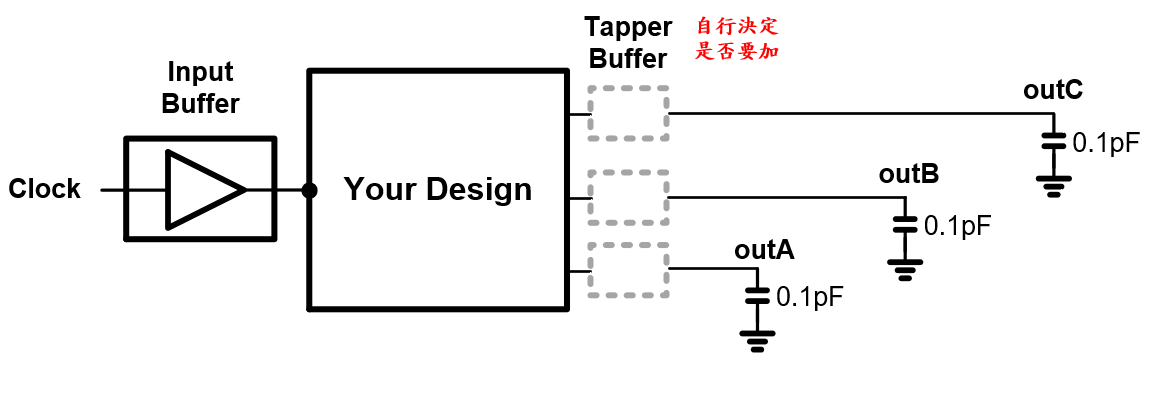 Tapper
Buffer
自行決定
是否要加
Input
Buffer
outC
0.1pF
Clock
Your Design
outB
0.1pF
outA
0.1pF